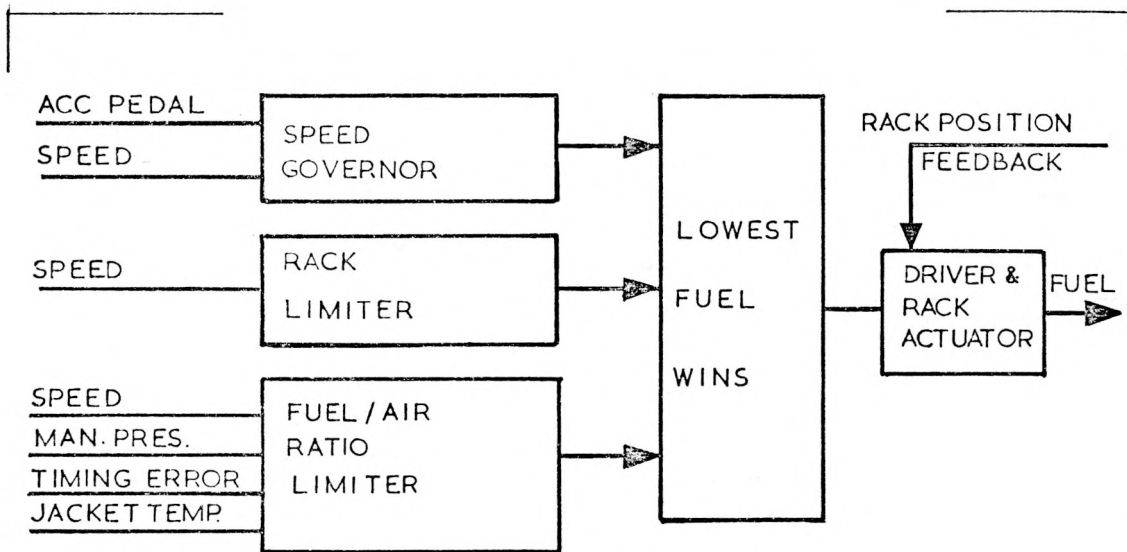 ACC PEDAL
SPEED
SPEED
GOVERNOR
SPEED
RACK
LIMITER
SPEED
MAN. PRES.
TIMING ERROR
JACKET TEMP.
FUEL / AIR
RATIO
LIMITER
LOWEST
FUEL
WINS
RACK POSITION
FEEDBACK
DRIVER &
RACK
ACTUATOR
FUEL